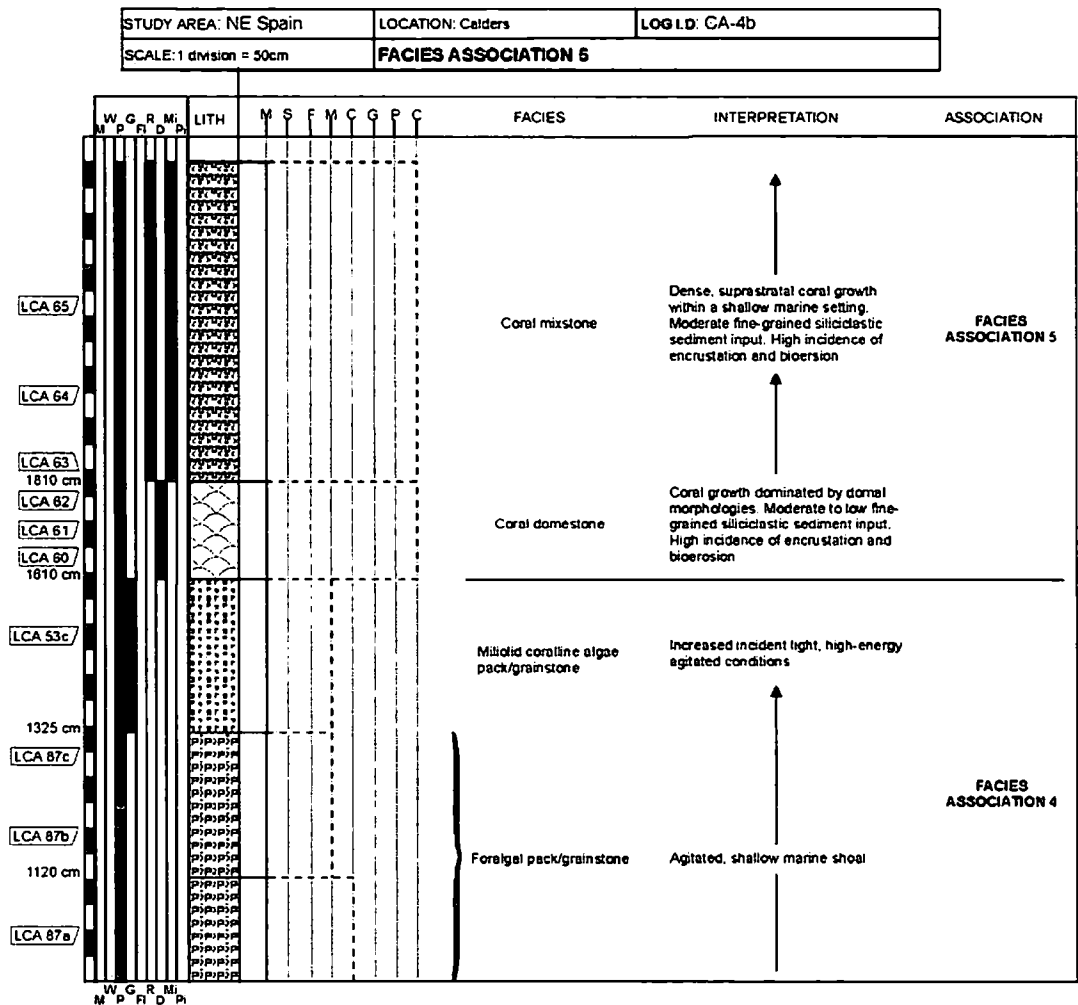 STUDY AREA: NE Spain
LOCATION: Calders
LOG I.D: CA-4b
SCALE: 1 division = 50cm
FACIES ASSOCIATION 5
M W P G Fl R D Mi Pi
LITH
M S F M C G P C
FACIES
INTERPRETATION
ASSOCIATION
LCA 65
Coral mixstone
Dense, suprastratal coral growth
within a shallow marine setting.
Moderate fine-grained siliciclastic
sediment input. High incidence of
encrustation and bioersion
FACIES
ASSOCIATION 5
LCA 64
LCA 63
1810 cm
LCA 62
LCA 61
LCA 60
1610 cm
Coral domestone
Coral growth dominated by domal
morphologies. Moderate to low fine-
grained siliciclastic sediment input.
High incidence of encrustation and
bioerosion
LCA 53c
Miliolid coralline algae
pack/grainstone
Increased incident light, high-energy
agitated conditions
1325 cm
LCA 87c
FACIES
ASSOCIATION 4
LCA 87b
1120 cm
Foralgal pack/grainstone
Agitated, shallow marine shoal
LCA 87a
M W P G Fl R D Mi Pi